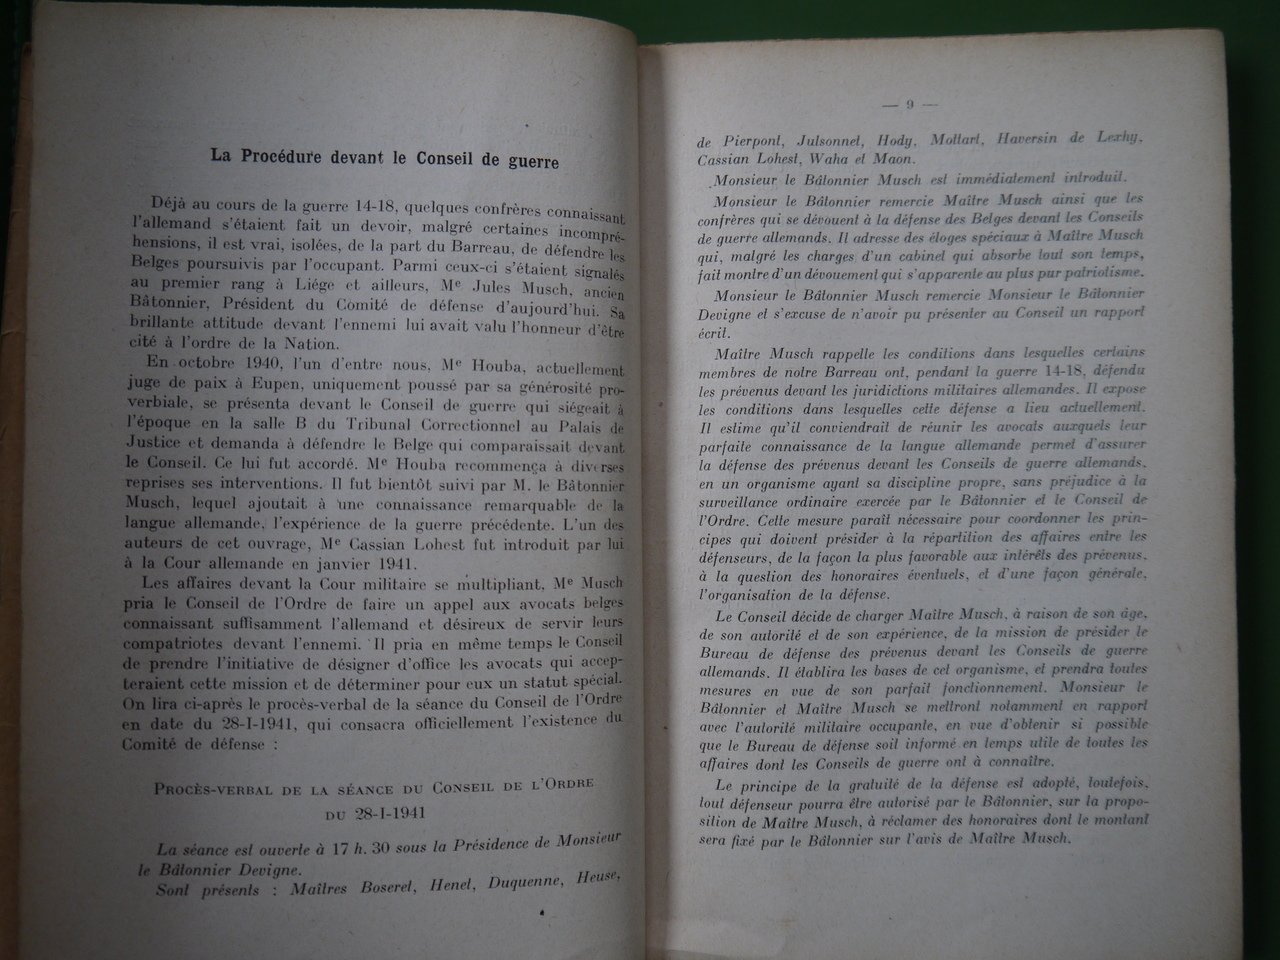 La Procédure devant le Conseil de guerre
Déjà au cours de la guerre 14-18, quelques confrères connaissant
l'allemand s'étaient fait un devoir, malgré certaines incompré-
hensions, il est vrai, isolées, de la part du Barreau, de défendre les
Belges poursuivis par l'occupant. Parmi ceux-ci s'étaient signalés
au premier rang à Liége et ailleurs, Me Jules Musch, ancien
Bâtonnier, Président du Comité de défense d'aujourd'hui. Sa
brillante attitude devant l'ennemi lui avait valu l'honneur d'être
cité à l'ordre de la Nation.
En octobre 1940, l'un d'entre nous, Me Houba, actuellement
juge de paix à Eupen, uniquement poussé par sa générosité pro-
verbiale, se présenta devant le Conseil de guerre qui siégeait à
l'époque en la salle B du Tribunal Correctionnel au Palais de
Justice et demanda à défendre le Belge qui comparaissait devant
le Conseil. Ce lui fut accordé. Me Houba recommença à diverses
reprises ses interventions. Il fut bientôt suivi par M. le Bâtonnier
Musch, lequel ajoutait à une connaissance remarquable de la
langue allemande, l'expérience de la guerre précédente. L'un des
auteurs de cet ouvrage, Me Cassian Lohest fut introduit par lui
à la Cour allemande en janvier 1941.
Les affaires devant la Cour militaire se multipliant, Me Musch
pria le Conseil de l'Ordre de faire un appel aux avocats belges
connaissant suffisamment l'allemand et désireux de servir leurs
compatriotes devant l'ennemi. Il pria en même temps le Conseil
de prendre l'initiative de désigner d'office les avocats qui accep-
teraient cette mission et de déterminer pour eux un statut spécial.
On lira ci-après le procès-verbal de la séance du Conseil de l'Ordre
en date du 28-I-1941, qui consacra officiellement l'existence du
Comité de défense :
Procès-verbal de la séance du Conseil de l'Ordre
du 28-I-1941
La séance est ouverte à 17 h. 30 sous la Présidence de Monsieur
le Bâtonnier Devigne.
Sont présents : Maîtres Boseret, Henet, Duquenne, Heuse,
— 9 —
de Pierpont, Julsonnet, Hody, Mottart, Haversin de Lexhy,
Cassian Lohest, Waha et Maon.
Monsieur le Bâtonnier Musch est immédiatement introduit.
Monsieur le Bâtonnier remercie Maître Musch ainsi que les
confrères qui se dévouent à la défense des Belges devant les Conseils
de guerre allemands. Il adresse des éloges spéciaux à Maître Musch
qui, malgré les charges d'un cabinet qui absorbe tout son temps,
fait montre d'un dévouement qui s'apparente au plus pur patriotisme.
Monsieur le Bâtonnier Musch remercie Monsieur le Bâtonnier
Devigne et s'excuse de n'avoir pu présenter au Conseil un rapport
écrit.
Maître Musch rappelle les conditions dans lesquelles certains
membres de notre Barreau ont, pendant la guerre 14-18, défendu
les prévenus devant les juridictions militaires allemandes. Il expose
les conditions dans lesquelles cette défense a lieu actuellement.
Il estime qu'il conviendrait de réunir les avocats auxquels leur
parfaite connaissance de la langue allemande permet d'assurer
la défense des prévenus devant les Conseils de guerre allemands,
en un organisme ayant sa discipline propre, sans préjudice à la
surveillance ordinaire exercée par le Bâtonnier et le Conseil de
l'Ordre. Cette mesure paraît nécessaire pour coordonner les prin-
cipes qui doivent présider à la répartition des affaires entre les
défenseurs, de la façon la plus favorable aux intérêts des prévenus,
à la question des honoraires éventuels, et d'une façon générale,
l'organisation de la défense.
Le Conseil décide de charger Maître Musch, à raison de son âge,
de son autorité et de son expérience, de la mission de présider le
Bureau de défense des prévenus devant les Conseils de guerre
allemands. Il établira les bases de cet organisme, et prendra toutes
mesures en vue de son parfait fonctionnement. Monsieur le
Bâtonnier et Maître Musch se mettront notamment en rapport
avec l'autorité militaire occupante, en vue d'obtenir si possible
que le Bureau de défense soit informé en temps utile de toutes les
affaires dont les Conseils de guerre ont à connaître.
Le principe de la gratuité de la défense est adopté, toutefois,
tout défenseur pourra être autorisé par le Bâtonnier, sur la propo-
sition de Maître Musch, à réclamer des honoraires dont le montant
sera fixé par le Bâtonnier sur l'avis de Maître Musch.